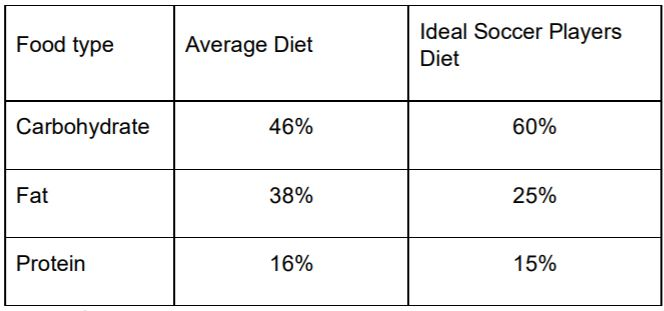 Food type Average Diet Ideal Soccer Players
Diet
Carbohydrate 46% 60%
Fat 38% 25%
Protein 16% 15%